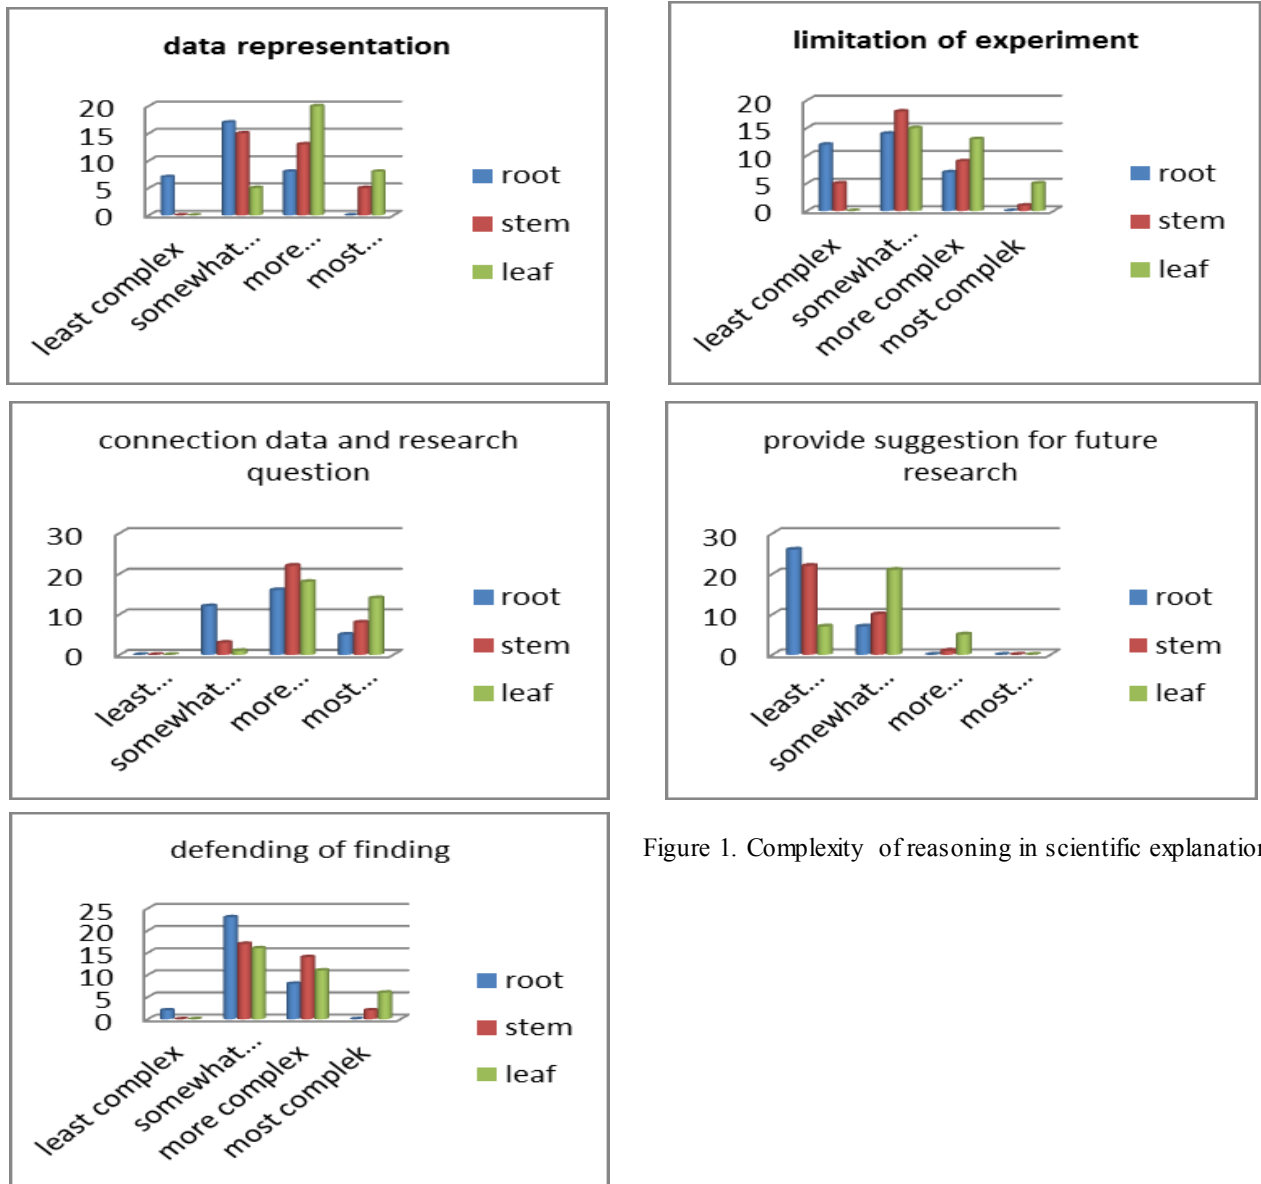 data representation
20
15
10
5
0
least complex
somewhat...
more...
most...
root
stem
leaf
limitation of experiment
20
15
10
5
0
least complex
somewhat...
more complex
most complek
root
stem
leaf
connection data and research
question
30
20
10
0
least...
somewhat...
more...
most...
root
stem
leaf
provide suggestion for future
research
30
20
10
0
least...
somewhat...
more...
most...
root
stem
leaf
defending of finding
25
20
15
10
5
0
least complex
somewhat...
more complex
most complek
root
stem
leaf
Figure 1. Complexity of reasoning in scientific explanation